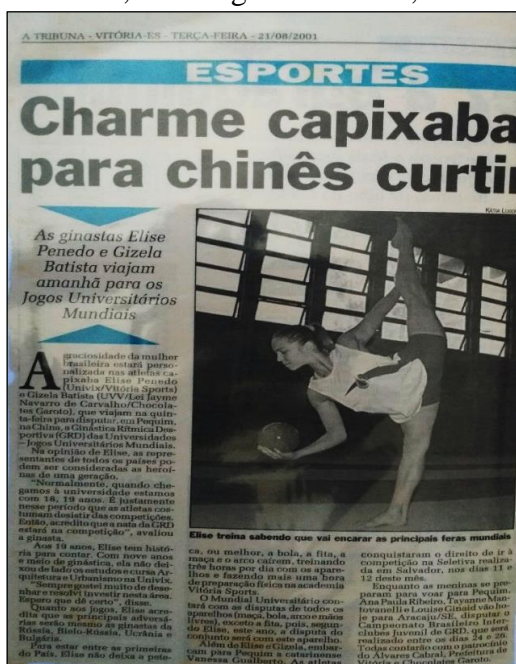 A TRIBUNA - VITÓRIA-ES - TERÇA-FEIRA - 21/08/2001
ESPORTES
Charme capixaba
para chinês curtir
As ginastas Elise
Penedo e Gizela
Batista viajam
amanhã para os
Jogos Universitários
Mundiais
A graciosidade da mulher
brasileira estará perso-
nalizada nas atletas ca-
pixaba Elise Penedo
(Univix/Vitória Sports)
e Gizela Batista (UVV/Lei Jayme
Navarro de Carvalho/Chocola-
tes Garoto), que viajam na quin-
ta-feira para disputar, em Pequim,
na China, a Ginástica Rítmica Des-
portiva (GRD) das Universidades
- Jogos Universitários Mundiais.
Na opinião de Elise, as repre-
sentantes de todos os países po-
dem ser consideradas as heroí-
nas de uma geração.
"Normalmente, quando che-
gamos à universidade estamos
com 18, 19 anos. É justamente
nesse período que as atletas cos-
tumam desistir das competições.
Então, acredito que a nata da GRD
estará na competição", avaliou
a ginasta.
Aos 19 anos, Elise tem histó-
ria para contar. Com nove anos
e meio de ginástica, ela não dei-
xou de lado os estudos e cursa Ar-
quitetura e Urbanismo na Univix.
"Sempre gostei muito de dese-
nhar e resolvi investir nesta área.
Espero que dê certo", disse.
Quanto aos jogos, Elise acre-
dita que as principais adversá-
rias serão mesmo as ginastas da
Rússia, Bielo-Rússia, Ucrânia e
Bulgária.
Para estar entre as primeiras
do País, Elise não deixa a pete-
Elise treina sabendo que vai encarar as principais feras mundiais
ca, ou melhor, a bola, a fita, a
maça e o arco caírem, treinando
três horas por dia com os apare-
lhos e fazendo mais uma hora
de preparação física na academia
Vitória Sports.
O Mundial Universitário con-
tará com as disputas de todos os
aparelhos (maça, bola, arco e mãos
livres), exceto a fita, pois, segun-
do Elise, este ano, a disputa do
conjunto será com este aparelho.
Além de Elise e Gizela, embar-
cam para Pequim a catarinense
Vanessa Gualberto. As atletas
conquistaram o direito de ir à
competição na Seletiva realiza-
da em Salvador, nos dias 11 e
12 deste mês.
Enquanto as meninas se pre-
param para voar para Pequim,
Ana Paula Ribeiro, Tayanne Man-
tovanelli e Louise Ginaid vão ho-
je para Aracaju/SE, disputar o
Campeonato Brasileiro Inter-
clubes Juvenil de GRD, que será
realizado entre os dias 24 e 26.
Todas contarão com o patrocínio
do Álvares Cabral, Prefeitura de